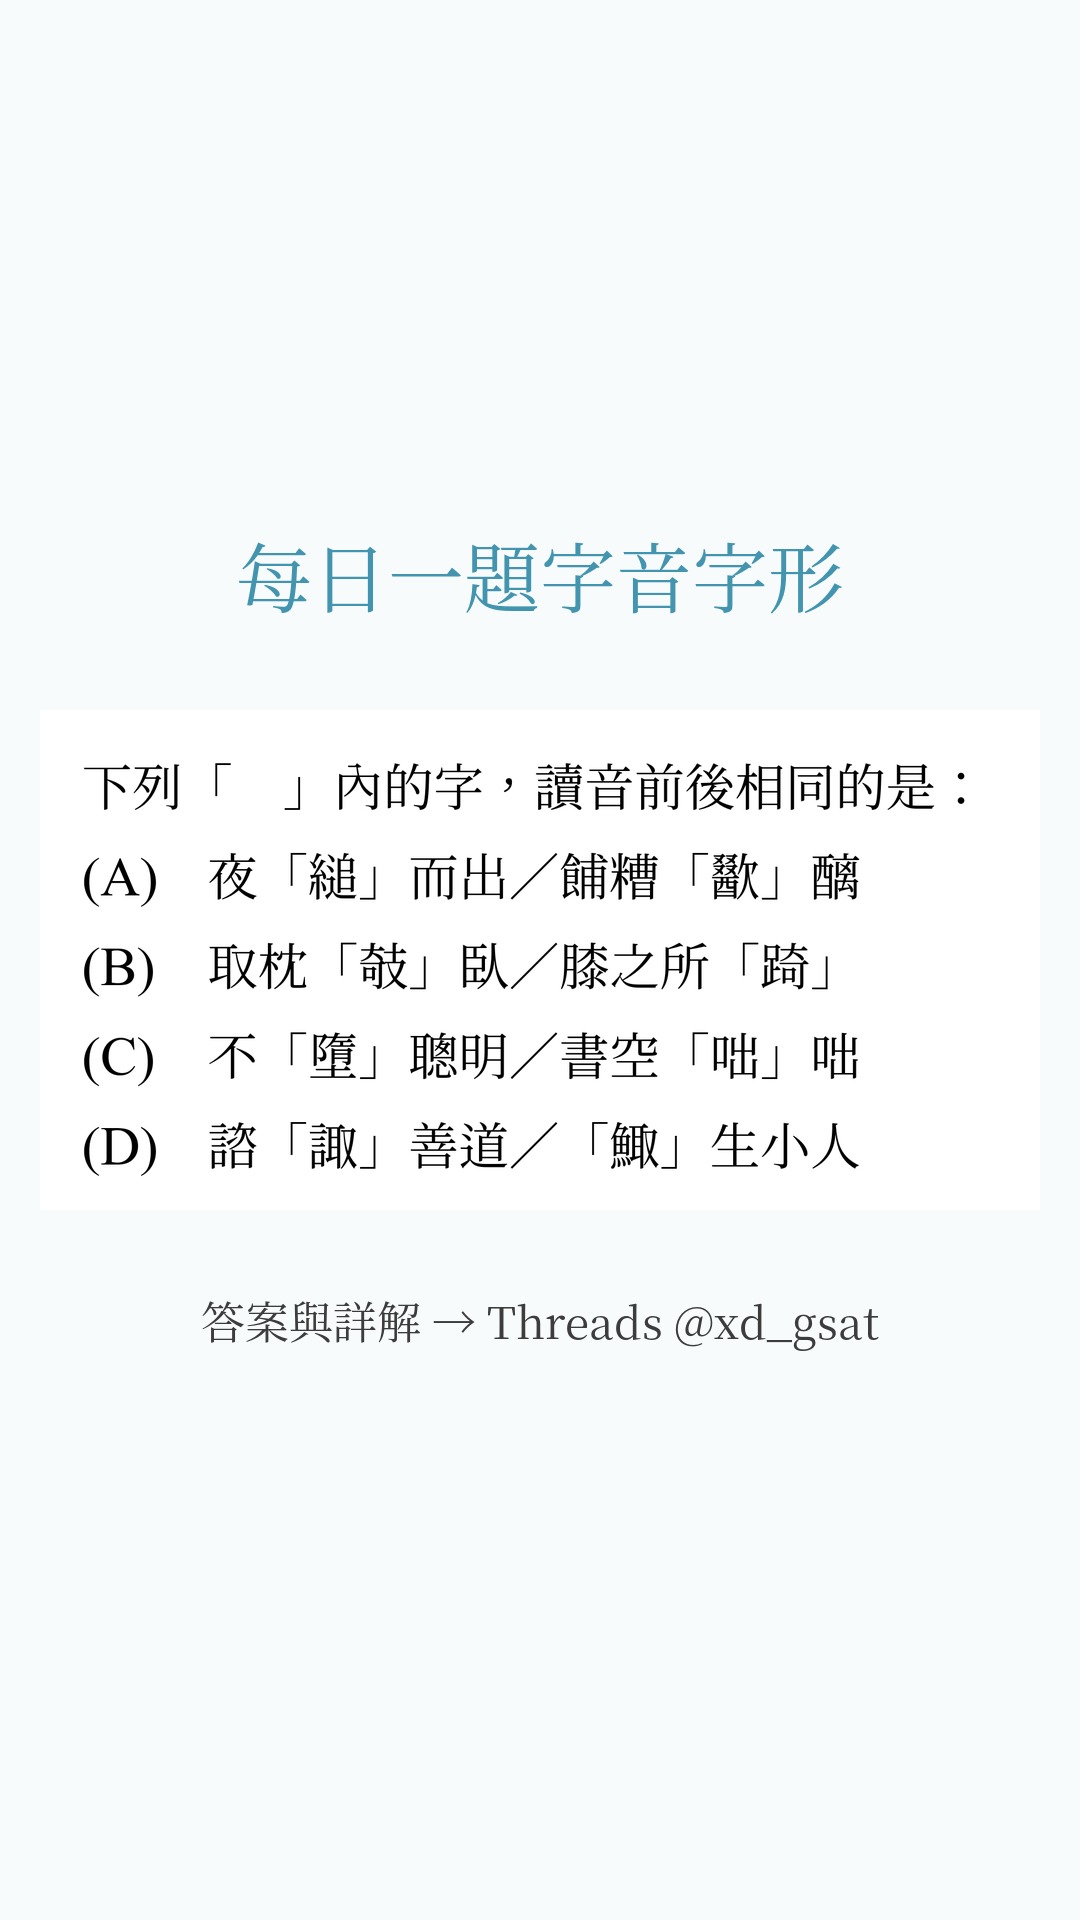 每日一題字音字形
下列「　」內的字，讀音前後相同的是：
(A)　夜「縋」而出／餔糟「歠」醨
(B)　取枕「攲」臥／膝之所「踦」
(C)　不「墮」聰明／書空「咄」咄
(D)　諮「諏」善道／「鯫」生小人
答案與詳解 → Threads @xd_gsat